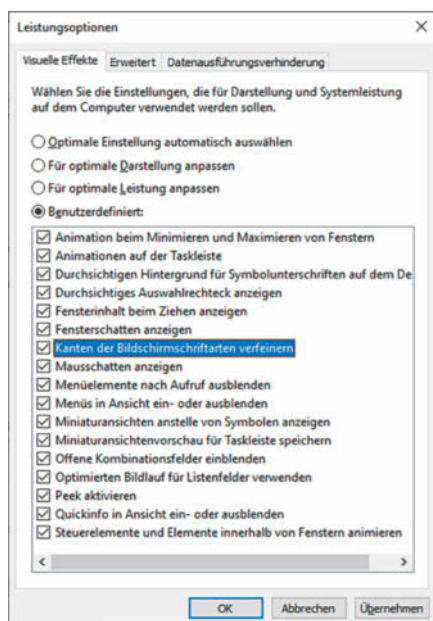 Leistungsoptionen
Visuelle Effekte Erweitert Datenausführungsverhinderung
Wählen Sie die Einstellungen, die für Darstellung und Systemleistung
auf dem Computer verwendet werden sollen.
Optimale Einstellung automatisch auswählen
Für optimale Darstellung anpassen
Für optimale Leistung anpassen
Benutzerdefiniert:
Animation beim Minimieren und Maximieren von Fenstern
Animationen auf der Taskleiste
Durchsichtigen Hintergrund für Symbolunterschriften auf dem De
Durchsichtiges Auswahlrechteck anzeigen
Fensterinhalt beim Ziehen anzeigen
Fensterschatten anzeigen
Kanten der Bildschirmschriftarten verfeinern
Mausschatten anzeigen
Menüelemente nach Aufruf ausblenden
Menüs in Ansicht ein- oder ausblenden
Miniaturansichten anstelle von Symbolen anzeigen
Miniaturansichtenvorschau für Taskleiste speichern
Offene Kombinationsfelder einblenden
Optimierten Bildlauf für Listenfelder verwenden
Peek aktivieren
Quickinfo in Ansicht ein- oder ausblenden
Steuerelemente und Elemente innerhalb von Fenstern animieren
OK Abbrechen Übernehmen